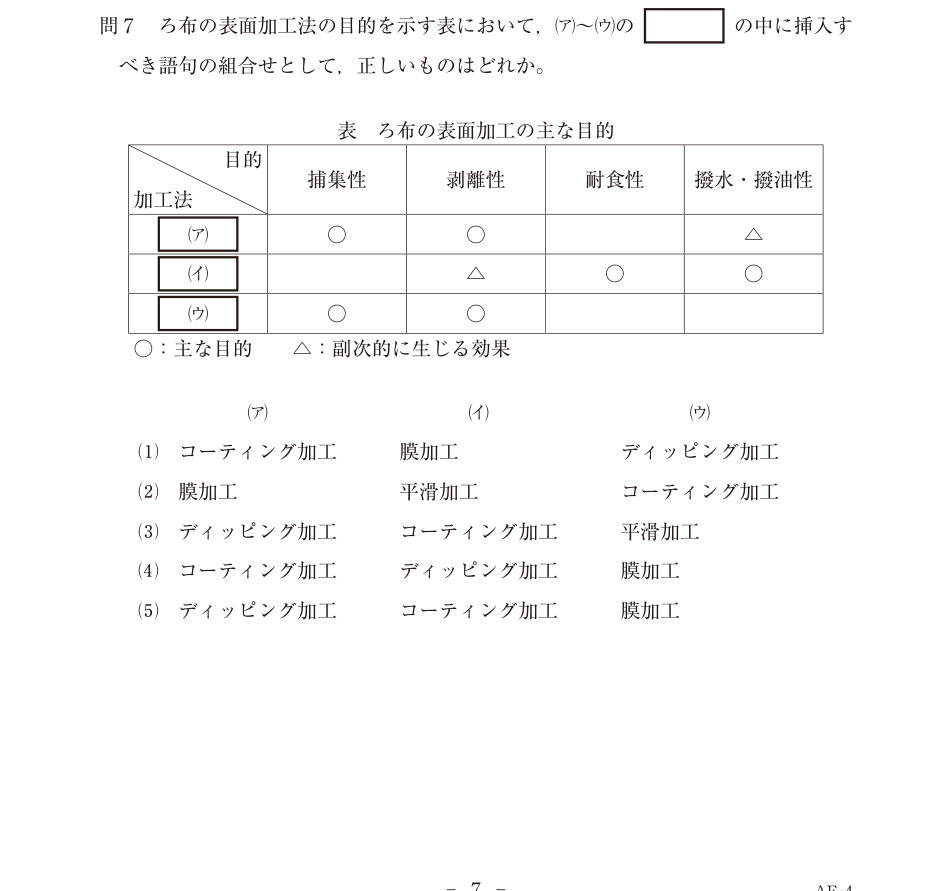 問7　ろ布の表面加工法の目的を示す表において，㋐〜㋒の　　　の中に挿入す
べき語句の組合せとして，正しいものはどれか。
表　ろ布の表面加工の主な目的
目的
加工法
捕集性　剥離性　耐食性　撥水・撥油性
(ア)　○　○　△
(イ)　△　○　○
(ウ)　○　○
○：主な目的　　△：副次的に生じる効果
(ア)　(イ)　(ウ)
(1)　コーティング加工　膜加工　ディッピング加工
(2)　膜加工　平滑加工　コーティング加工
(3)　ディッピング加工　コーティング加工　平滑加工
(4)　コーティング加工　ディッピング加工　膜加工
(5)　ディッピング加工　コーティング加工　膜加工
− 7 −